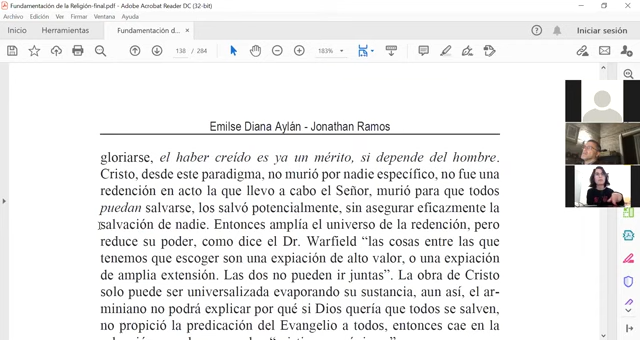 Fundamentación de la Religión-final.pdf - Adobe Acrobat Reader DC (32-bit)
Archivo Edición Ver Firmar Ventana Ayuda
Inicio Herramientas Fundamentación d... × Iniciar sesión
138 / 284 183%
Emilse Diana Aylán - Jonathan Ramos
gloriarse, el haber creído es ya un mérito, si depende del hombre.
Cristo, desde este paradigma, no murió por nadie específico, no fue una
redención en acto la que llevo a cabo el Señor, murió para que todos
puedan salvarse, los salvó potencialmente, sin asegurar eficazmente la
salvación de nadie. Entonces amplía el universo de la redención, pero
reduce su poder, como dice el Dr. Warfield “las cosas entre las que
tenemos que escoger son una expiación de alto valor, o una expiación
de amplia extensión. Las dos no pueden ir juntas”. La obra de Cristo
solo puede ser universalizada evaporando su sustancia, aun así, el ar-
miniano no podrá explicar por qué si Dios quería que todos se salven,
no propició la predicación del Evangelio a todos, entonces cae en la